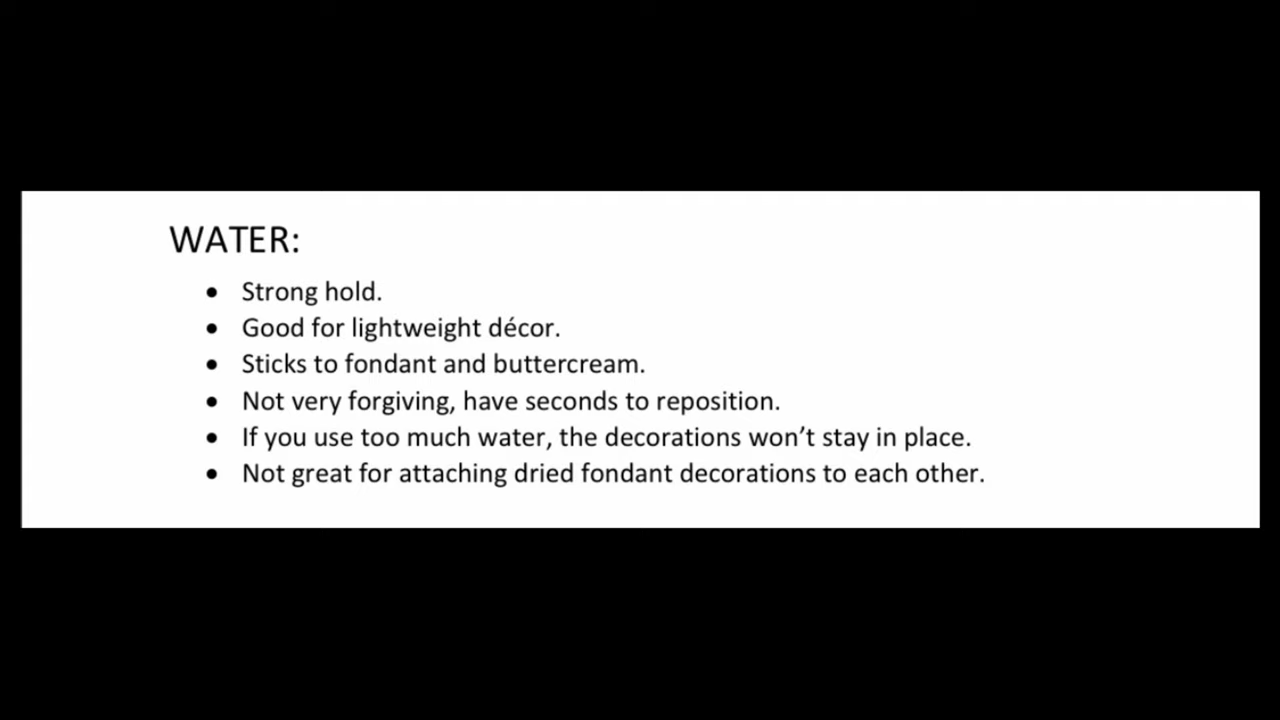 WATER:
• Strong hold.
• Good for lightweight décor.
• Sticks to fondant and buttercream.
• Not very forgiving, have seconds to reposition.
• If you use too much water, the decorations won’t stay in place.
• Not great for attaching dried fondant decorations to each other.